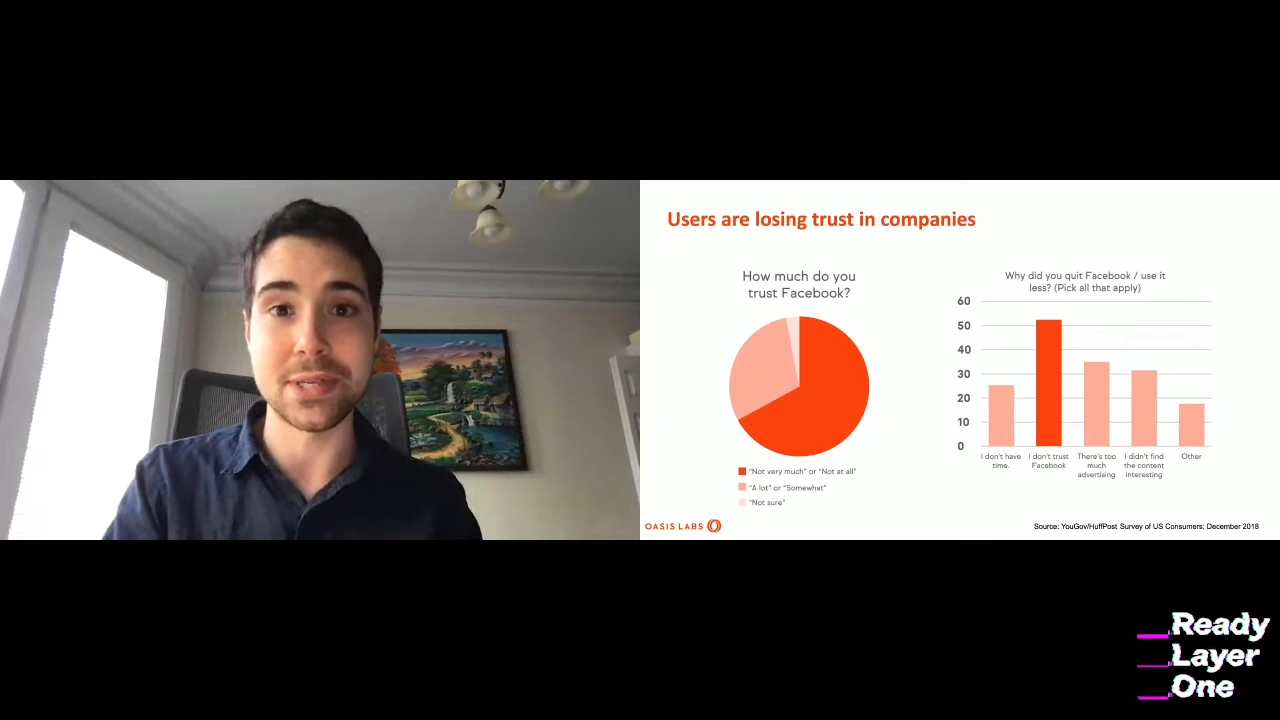 Users are losing trust in companies
How much do you
trust Facebook?
"Not very much" or "Not at all"
"A lot" or "Somewhat"
"Not sure"
Why did you quit Facebook / use it
less? (Pick all that apply)
60
50
40
30
20
10
0
I don't have
time.
I don't trust
Facebook
There's too
much
advertising
I didn't find
the content
interesting
Other
OASIS LABS
Source: YouGov/HuffPost Survey of US Consumers; December 2018
Ready
Layer
One